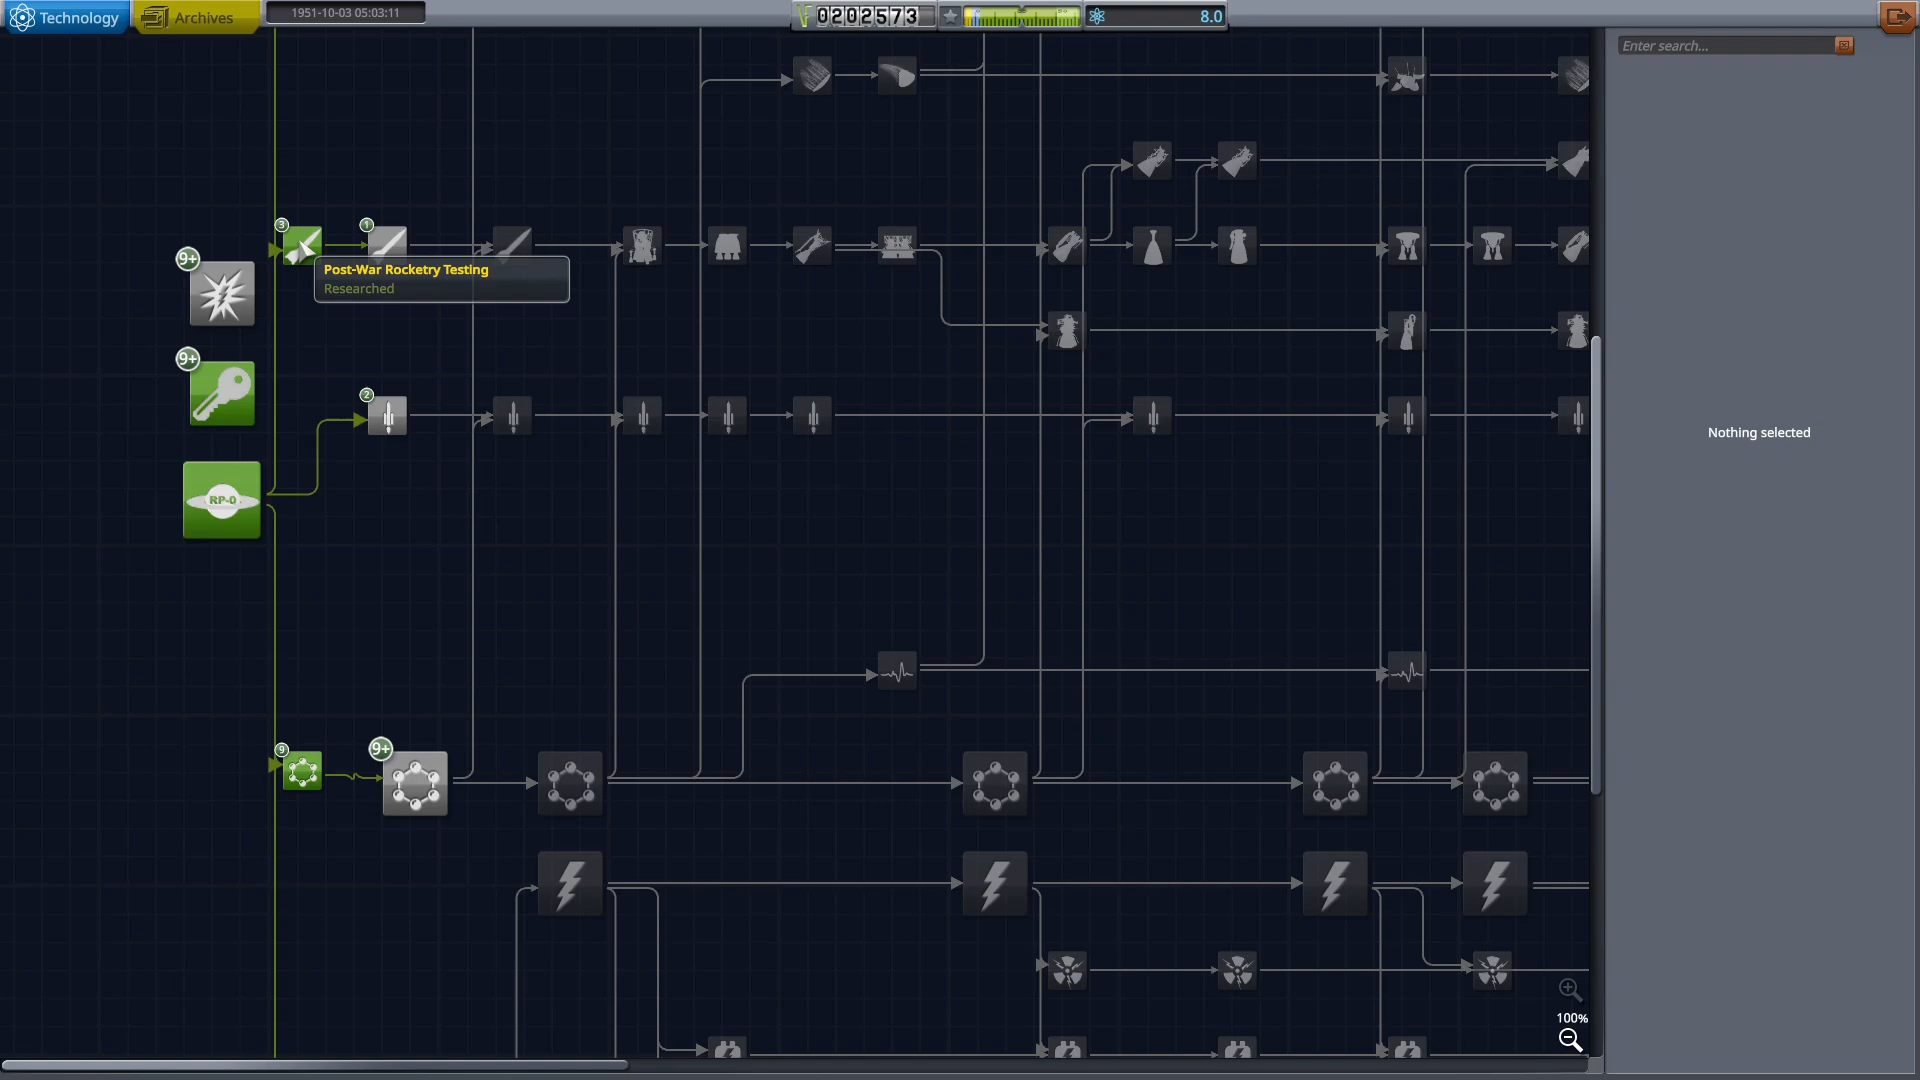 Technology
Archives
1951-10-03 05:03:11
0202573
8.0
Enter search...
3
1
9+
Post-War Rocketry Testing
Researched
9+
2
Nothing selected
RP-0
9
9+
100%